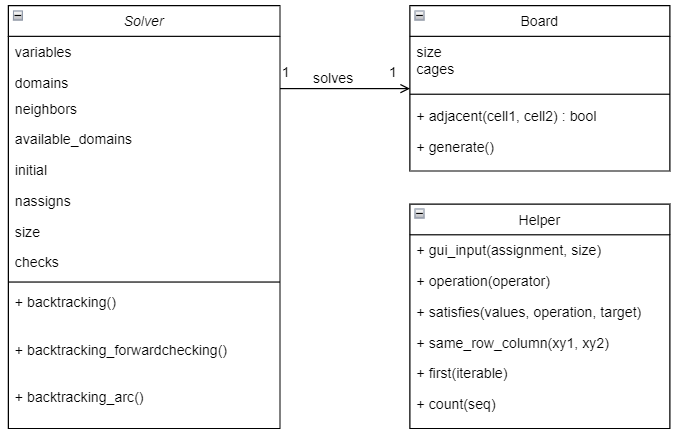 Solver
variables
domains
neighbors
available_domains
initial
nassigns
size
checks
+ backtracking()
+ backtracking_forwardchecking()
+ backtracking_arc()
1
solves
1
Board
size
cages
+ adjacent(cell1, cell2) : bool
+ generate()
Helper
+ gui_input(assignment, size)
+ operation(operator)
+ satisfies(values, operation, target)
+ same_row_column(xy1, xy2)
+ first(iterable)
+ count(seq)